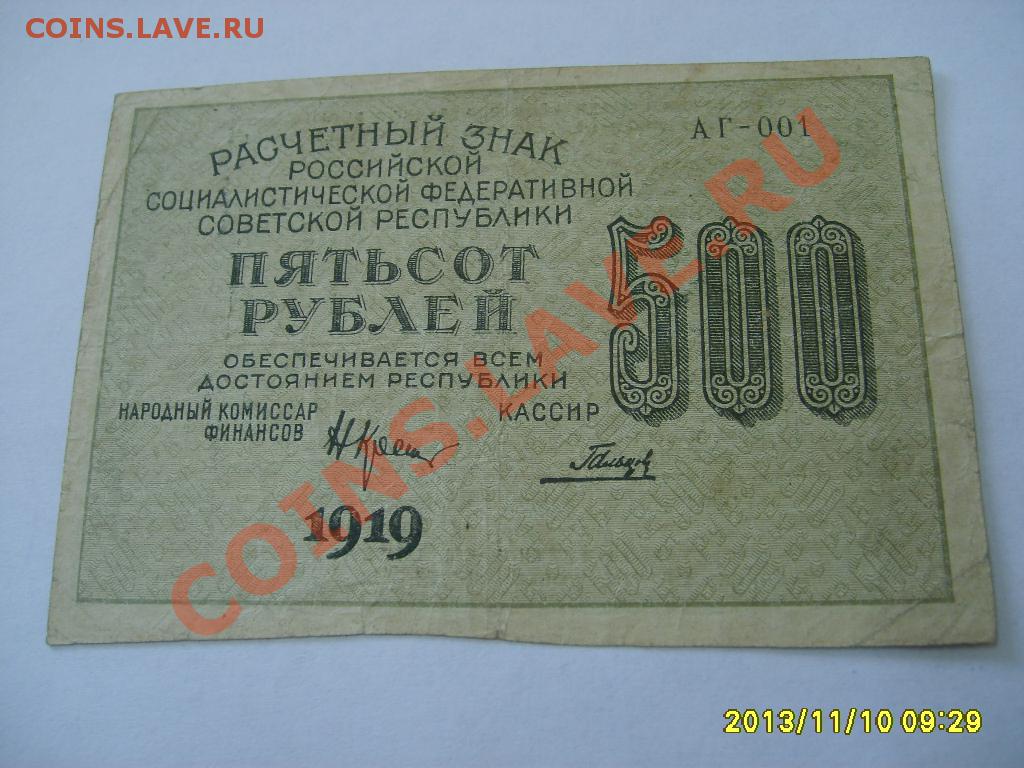 COINS.LAVE.RU
АГ-001
РАСЧЕТНЫЙ ЗНАК
РОССИЙСКОЙ
СОЦИАЛИСТИЧЕСКОЙ ФЕДЕРАТИВНОЙ
СОВЕТСКОЙ РЕСПУБЛИКИ
ПЯТЬСОТ
РУБЛЕЙ
500
ОБЕСПЕЧИВАЕТСЯ ВСЕМ
ДОСТОЯНИЕМ РЕСПУБЛИКИ
НАРОДНЫЙ КОМИССАР
ФИНАНСОВ
КАССИР
1919
COINS.LAVE.RU
2013/11/10 09:29